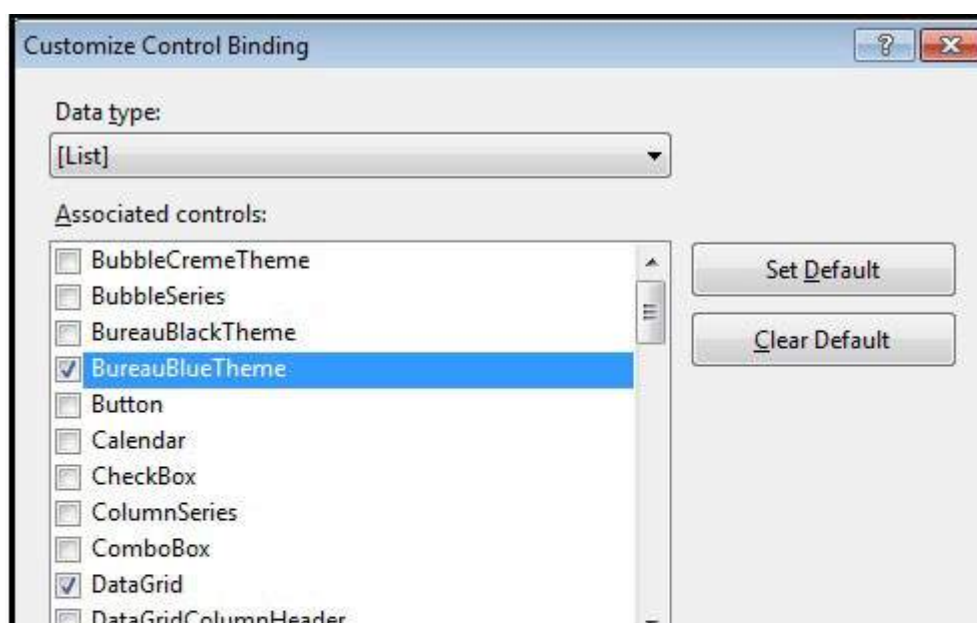 Customize Control Binding
Data type:
[List]
Associated controls:
BubbleCremeTheme
BubbleSeries
BureauBlackTheme
BureauBlueTheme
Button
Calendar
CheckBox
ColumnSeries
ComboBox
DataGrid
DataGridColumnHeader
Set Default
Clear Default